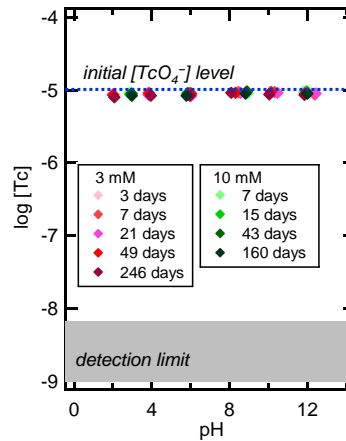 -4
initial [TcO₄⁻] level
-5
-6
3 mM
3 days
7 days
21 days
49 days
246 days
10 mM
7 days
15 days
43 days
160 days
log [Tc]
-7
-8
detection limit
-9
0 4 8 12
pH